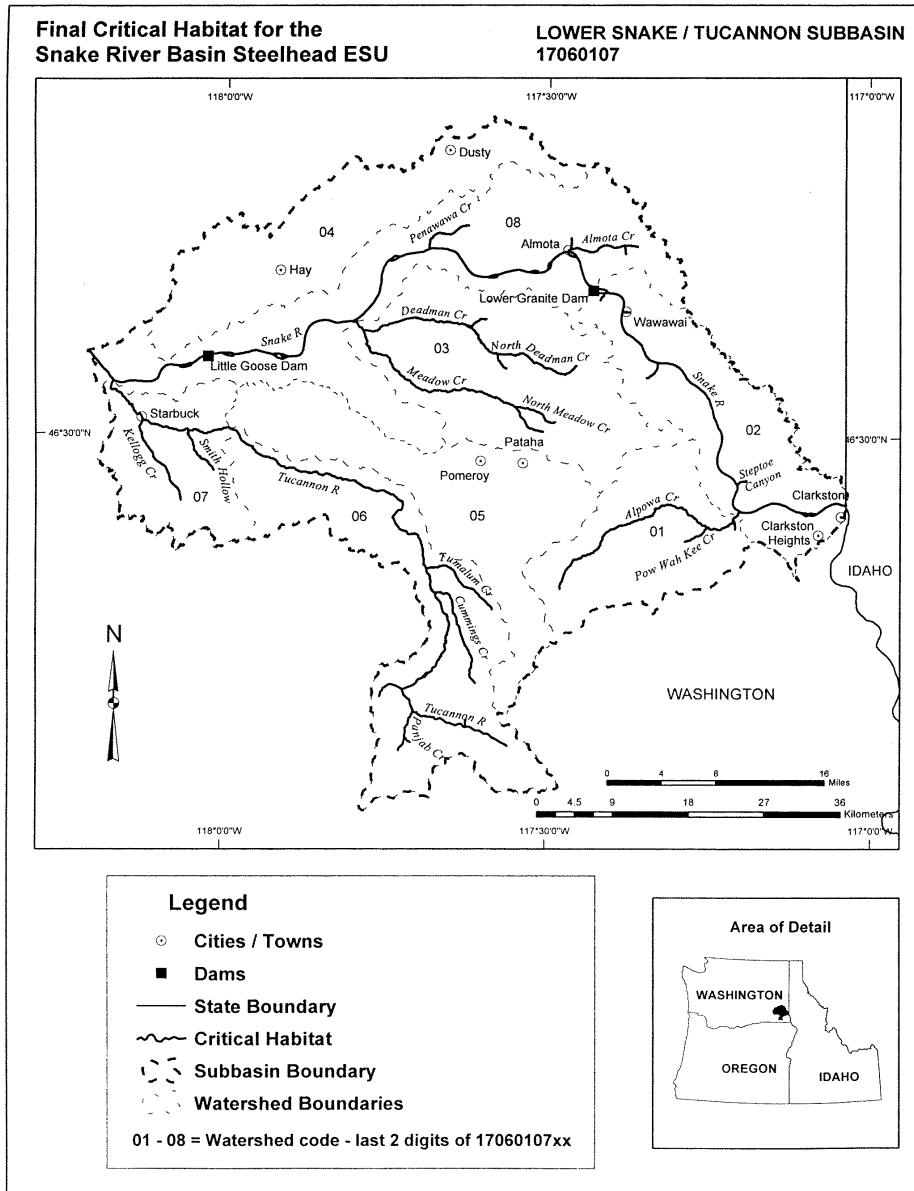 Final Critical Habitat for the
Snake River Basin Steelhead ESU
LOWER SNAKE / TUCANNON SUBBASIN
17060107
118°0'0"W
117°30'0"W
117°0'0"W
Dusty
04
Penawawa Cr
08
Almota
Almota Cr
Hay
Lower Granite Dam
Wawawai
Deadman Cr
Snake R
03
North Deadman Cr
Little Goose Dam
Meadow Cr
Snake R
North Meadow Cr
Starbuck
02
46°30'0"N
46°30'0"N
Pataha
Kellogg Cr
Smith Hollow
Pomeroy
Steptoe
Canyon
Tucannon R
Clarkston
07
06
05
Alpowa Cr
01
Clarkston
Heights
Pow Wah Kee Cr
IDAHO
Tumalum Cr
Cummings Cr
N
WASHINGTON
Tucannon R
Panjab Cr
0 4 8 16
Miles
0 4.5 9 18 27 36
Kilometers
118°0'0"W
117°30'0"W
117°0'0"W
Legend
Cities / Towns
Dams
State Boundary
Critical Habitat
Subbasin Boundary
Watershed Boundaries
01 - 08 = Watershed code - last 2 digits of 17060107xx
Area of Detail
WASHINGTON
OREGON
IDAHO